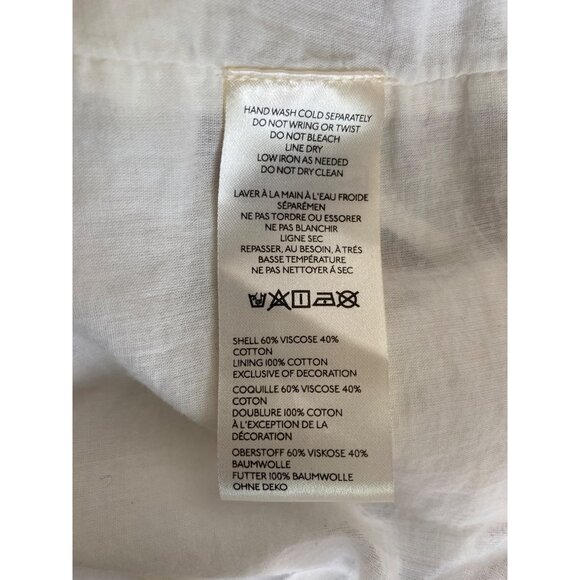 HAND WASH COLD SEPARATELY
DO NOT WRING OR TWIST
DO NOT BLEACH
LINE DRY
LOW IRON AS NEEDED
DO NOT DRY CLEAN
LAVER À LA MAIN À L'EAU FROIDE
SÉPARÉMEN
NE PAS TORDRE OU ESSORER
NE PAS BLANCHIR
LIGNE SEC
REPASSER, AU BESOIN, À TRÉS
BASSE TEMPÉRATURE
NE PAS NETTOYER Á SEC
SHELL 60% VISCOSE 40%
COTTON
LINING 100% COTTON
EXCLUSIVE OF DECORATION
COQUILLE 60% VISCOSE 40%
COTON
DOUBLURE 100% COTON
À L'EXCEPTION DE LA
DÉCORATION
OBERSTOFF 60% VISKOSE 40%
BAUMWOLLE
FUTTER 100% BAUMWOLLE
OHNE DEKO